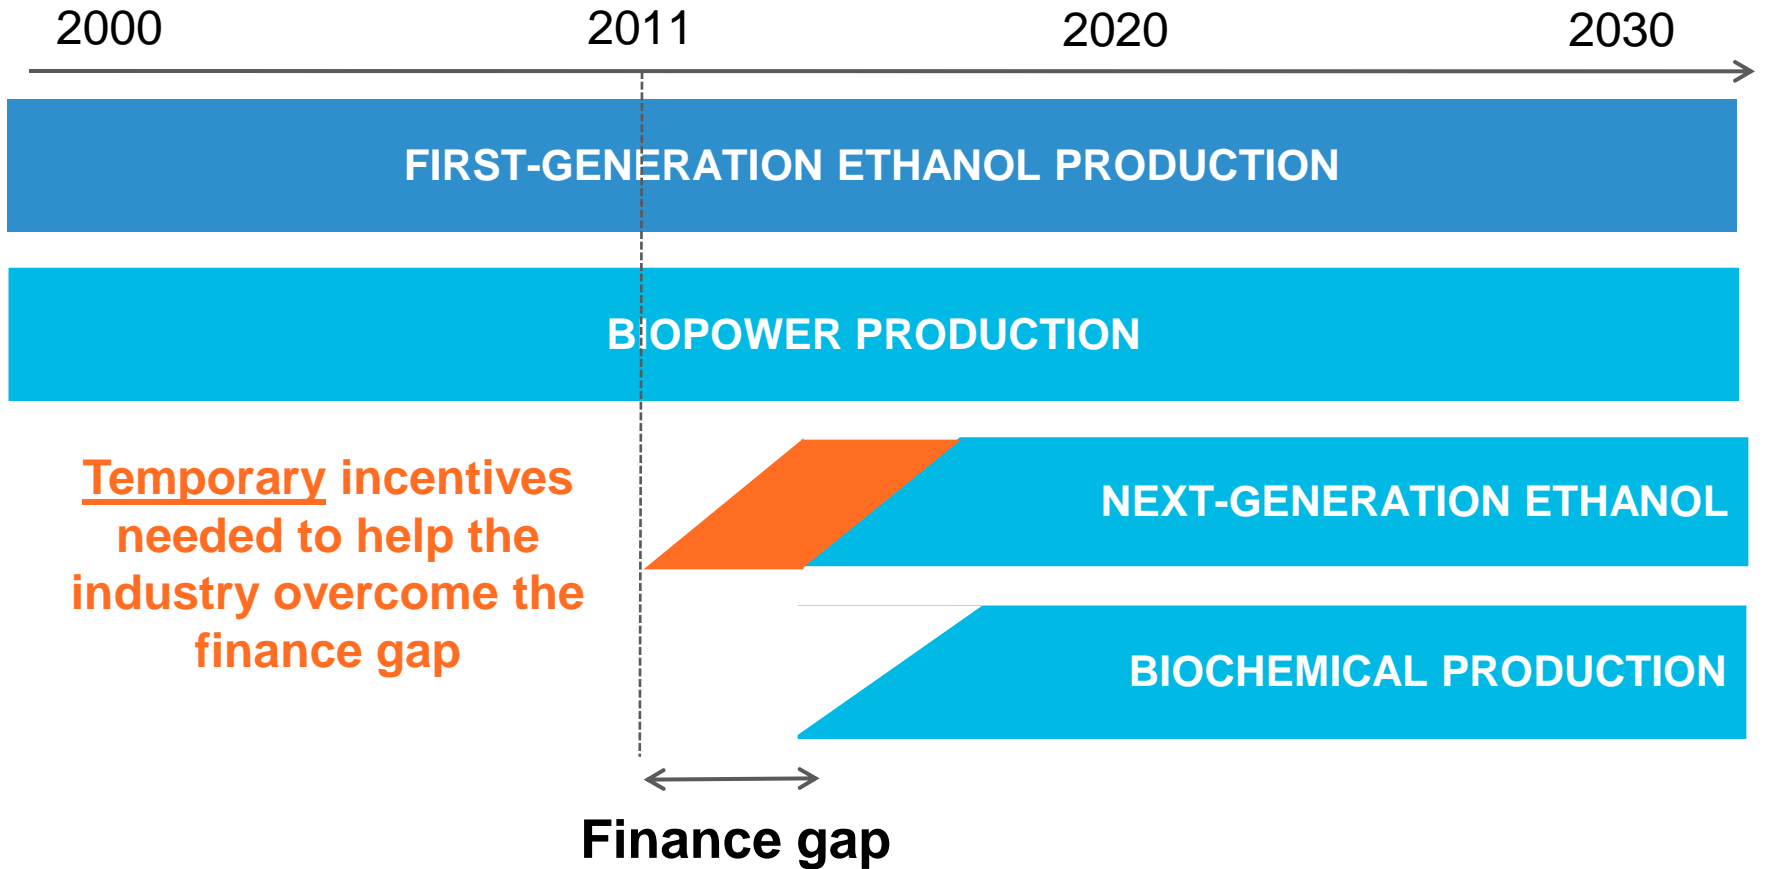 2000 2011 2020 2030
FIRST-GENERATION ETHANOL PRODUCTION
BIOPOWER PRODUCTION
Temporary incentives
needed to help the
industry overcome the
finance gap
NEXT-GENERATION ETHANOL
BIOCHEMICAL PRODUCTION
Finance gap